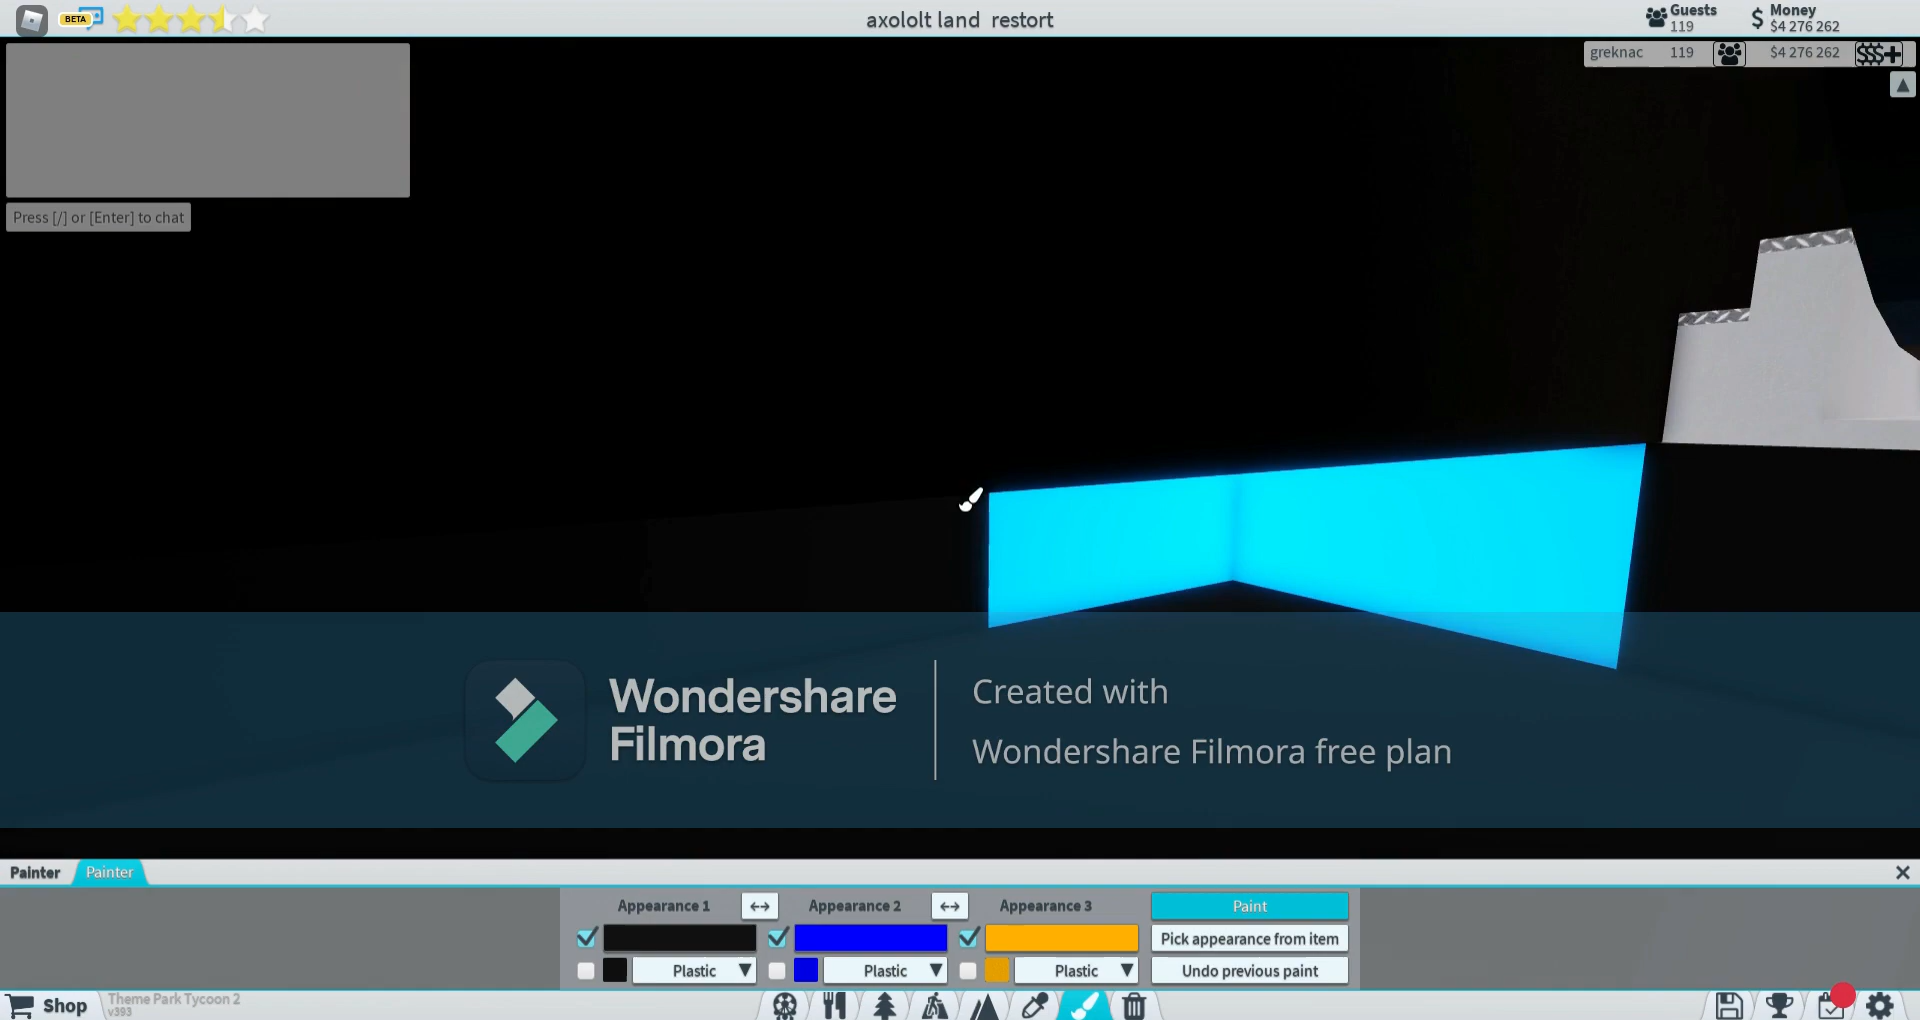 BETA
axololt land restort
Guests
119
Money
$4 276 262
greknac 119 $4 276 262 $$$+
Press [/] or [Enter] to chat
Wondershare
Filmora
Created with
Wondershare Filmora free plan
Painter Painter
Appearance 1 Appearance 2 Appearance 3 Paint
Pick appearance from item
Plastic Plastic Plastic Undo previous paint
Shop
Theme Park Tycoon 2
v393